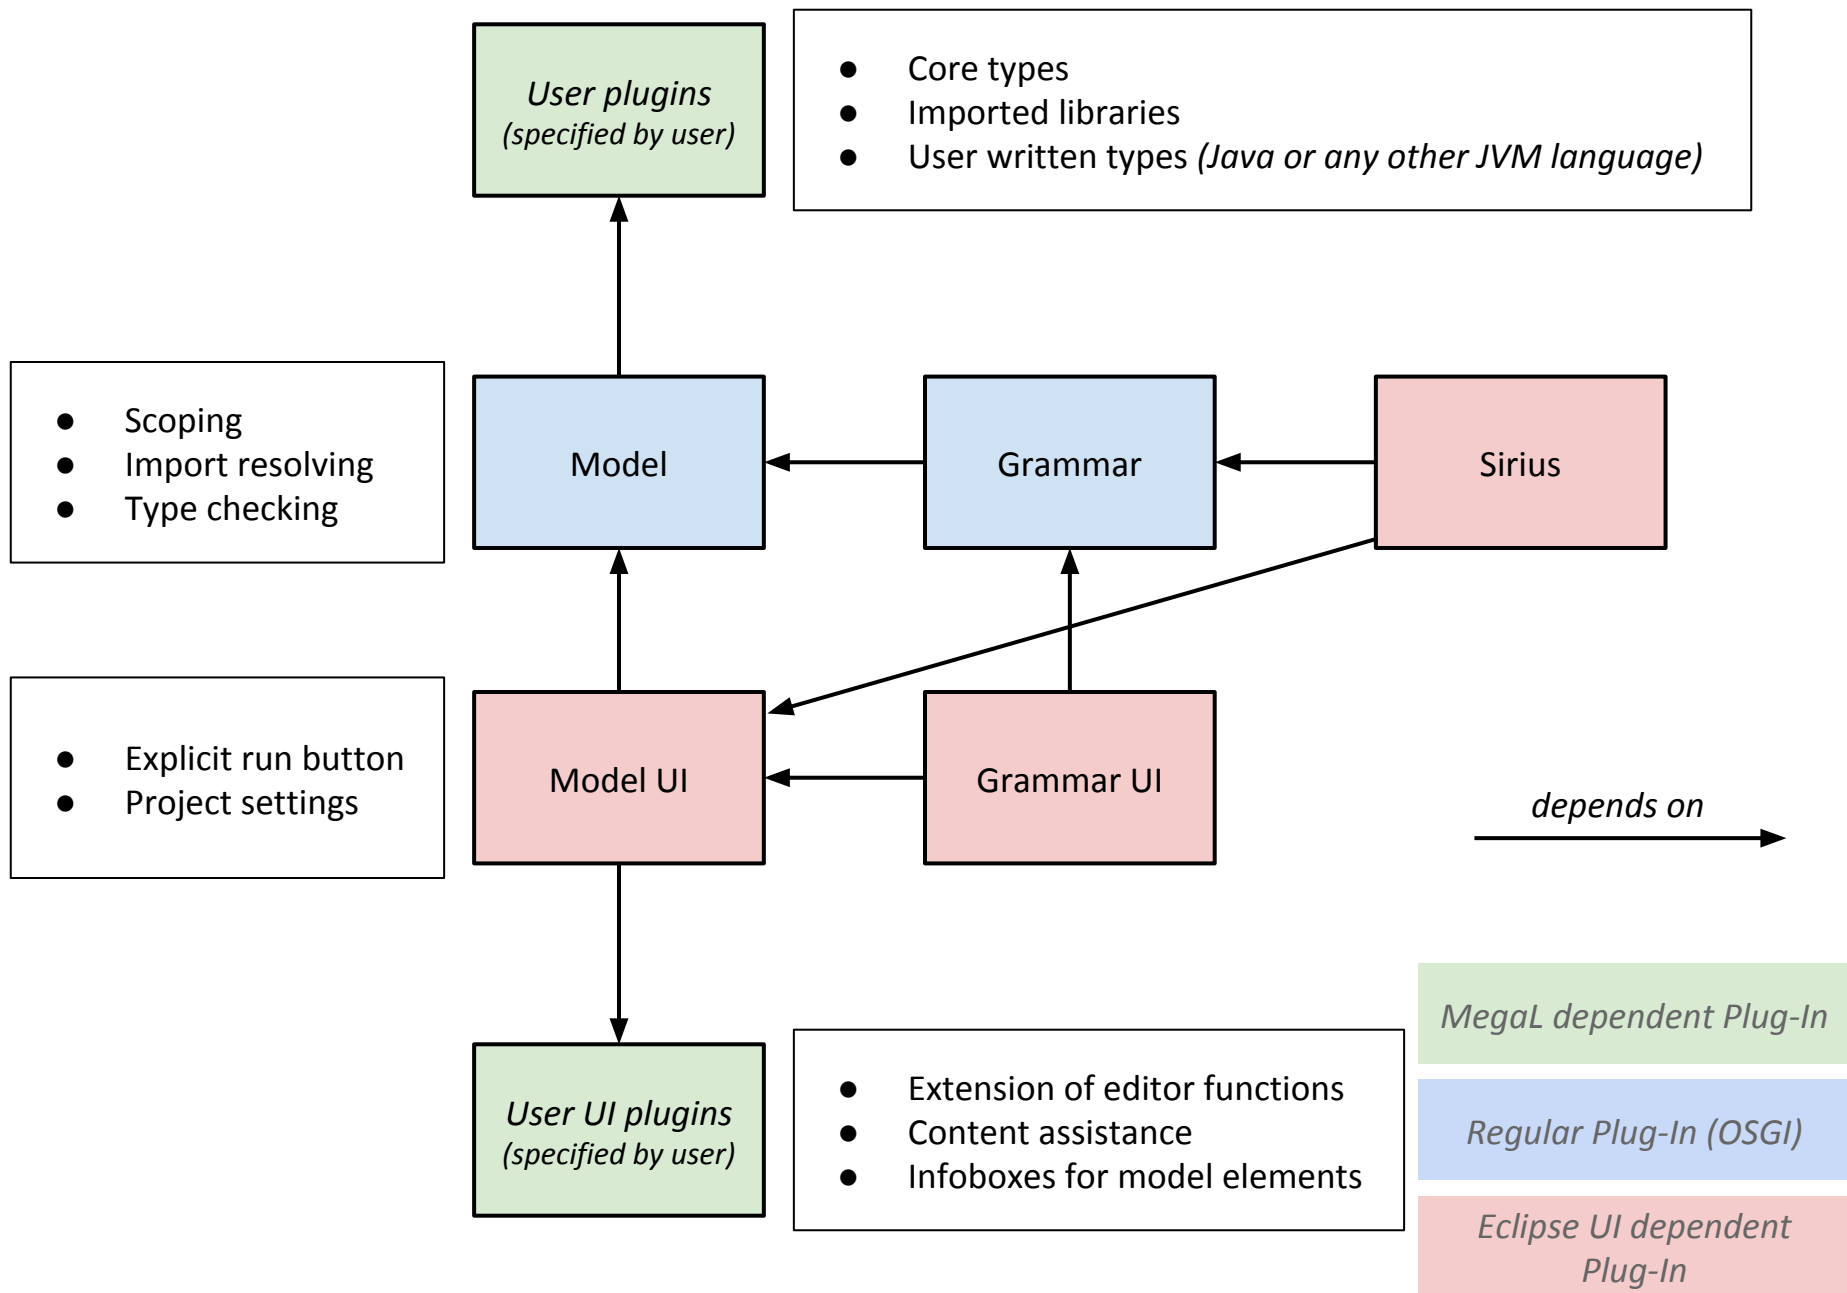 User plugins
(specified by user)
● Core types
● Imported libraries
● User written types (Java or any other JVM language)
● Scoping
● Import resolving
● Type checking
Model
Grammar
Sirius
● Explicit run button
● Project settings
Model UI
Grammar UI
depends on
User UI plugins
(specified by user)
● Extension of editor functions
● Content assistance
● Infoboxes for model elements
MegaL dependent Plug-In
Regular Plug-In (OSGI)
Eclipse UI dependent
Plug-In